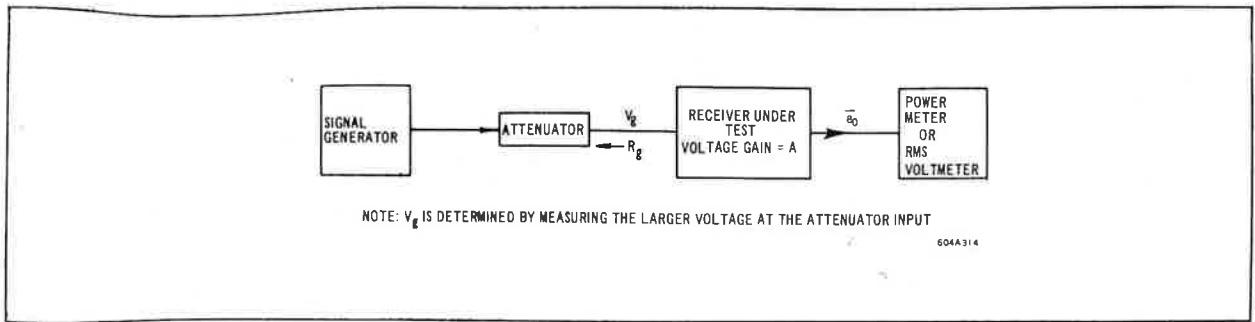 SIGNAL
GENERATOR
ATTENUATOR
Vg
Rg
RECEIVER UNDER
TEST
VOLTAGE GAIN = A
e0
POWER
METER
OR
RMS
VOLTMETER
NOTE: Vg IS DETERMINED BY MEASURING THE LARGER VOLTAGE AT THE ATTENUATOR INPUT
604A314